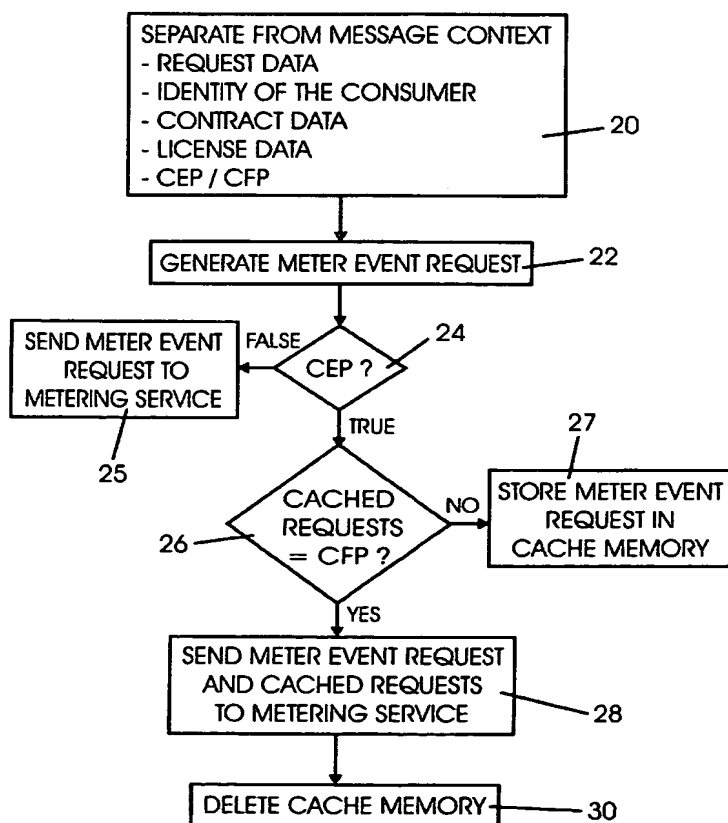 SEPARATE FROM MESSAGE CONTEXT
- REQUEST DATA
- IDENTITY OF THE CONSUMER
- CONTRACT DATA
- LICENSE DATA
- CEP / CFP
20
GENERATE METER EVENT REQUEST
22
24
CEP ?
FALSE
SEND METER EVENT
REQUEST TO
METERING SERVICE
25
TRUE
CACHED
REQUESTS
= CFP ?
26
NO
27
STORE METER EVENT
REQUEST IN
CACHE MEMORY
YES
SEND METER EVENT REQUEST
AND CACHED REQUESTS
TO METERING SERVICE
28
DELETE CACHE MEMORY
30